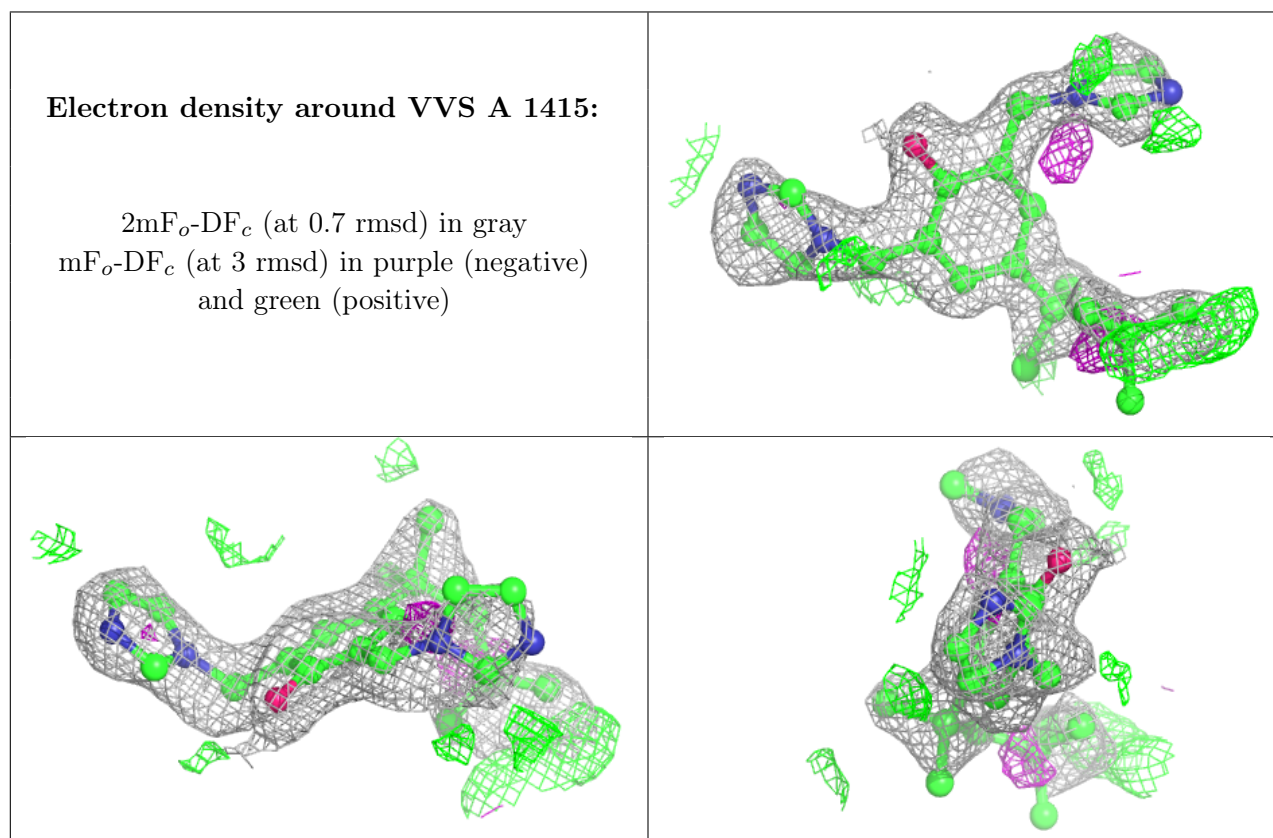 Electron density around VVS A 1415:
2mFo-DFc (at 0.7 rmsd) in gray
mFo-DFc (at 3 rmsd) in purple (negative)
and green (positive)